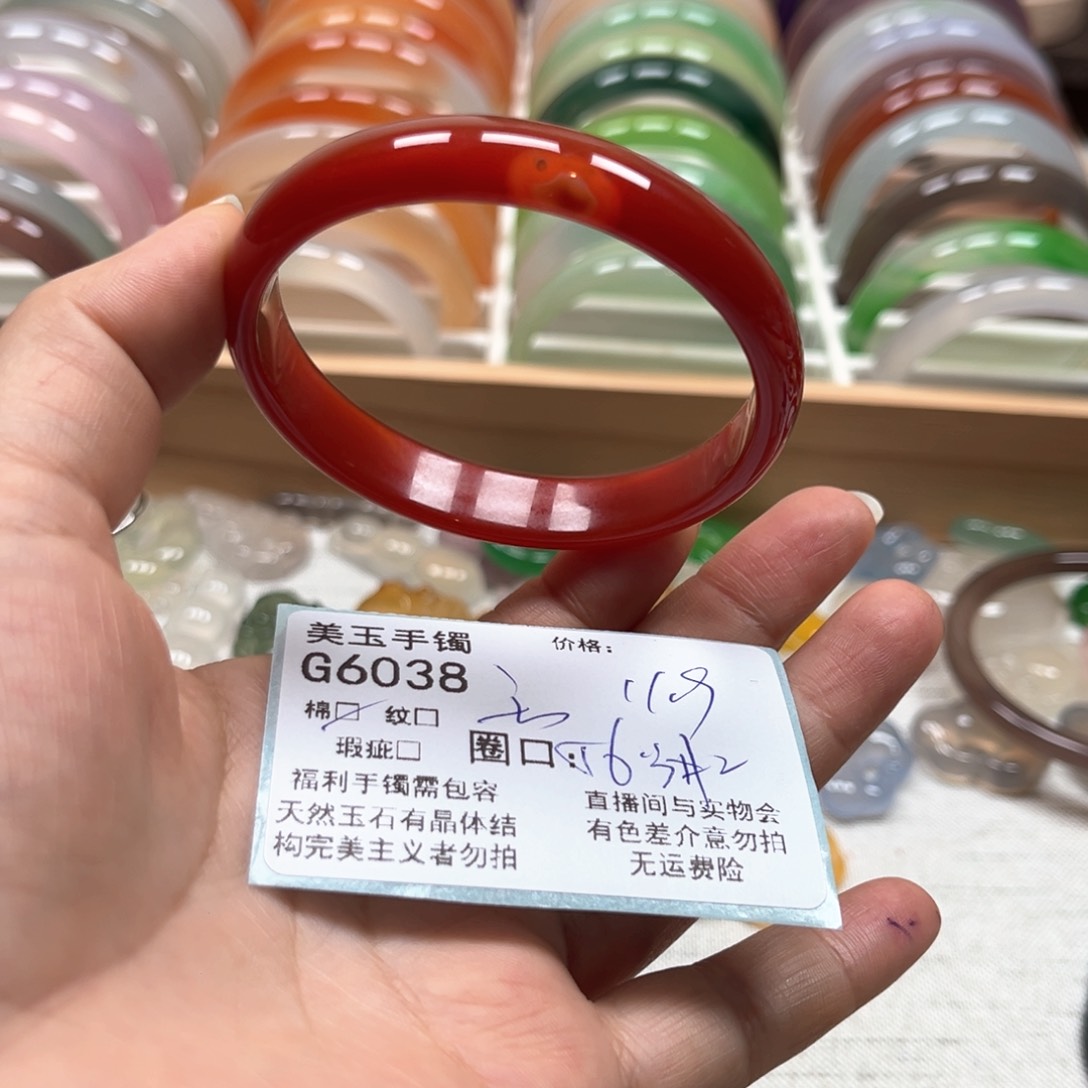 美玉手镯 价格：
G6038
棉☐ 纹☐
瑕疵☐ 圈口：
福利手镯需包容
天然玉石有晶体结
构完美主义者勿拍
直播间与实物会
有色差介意勿拍
无运费险